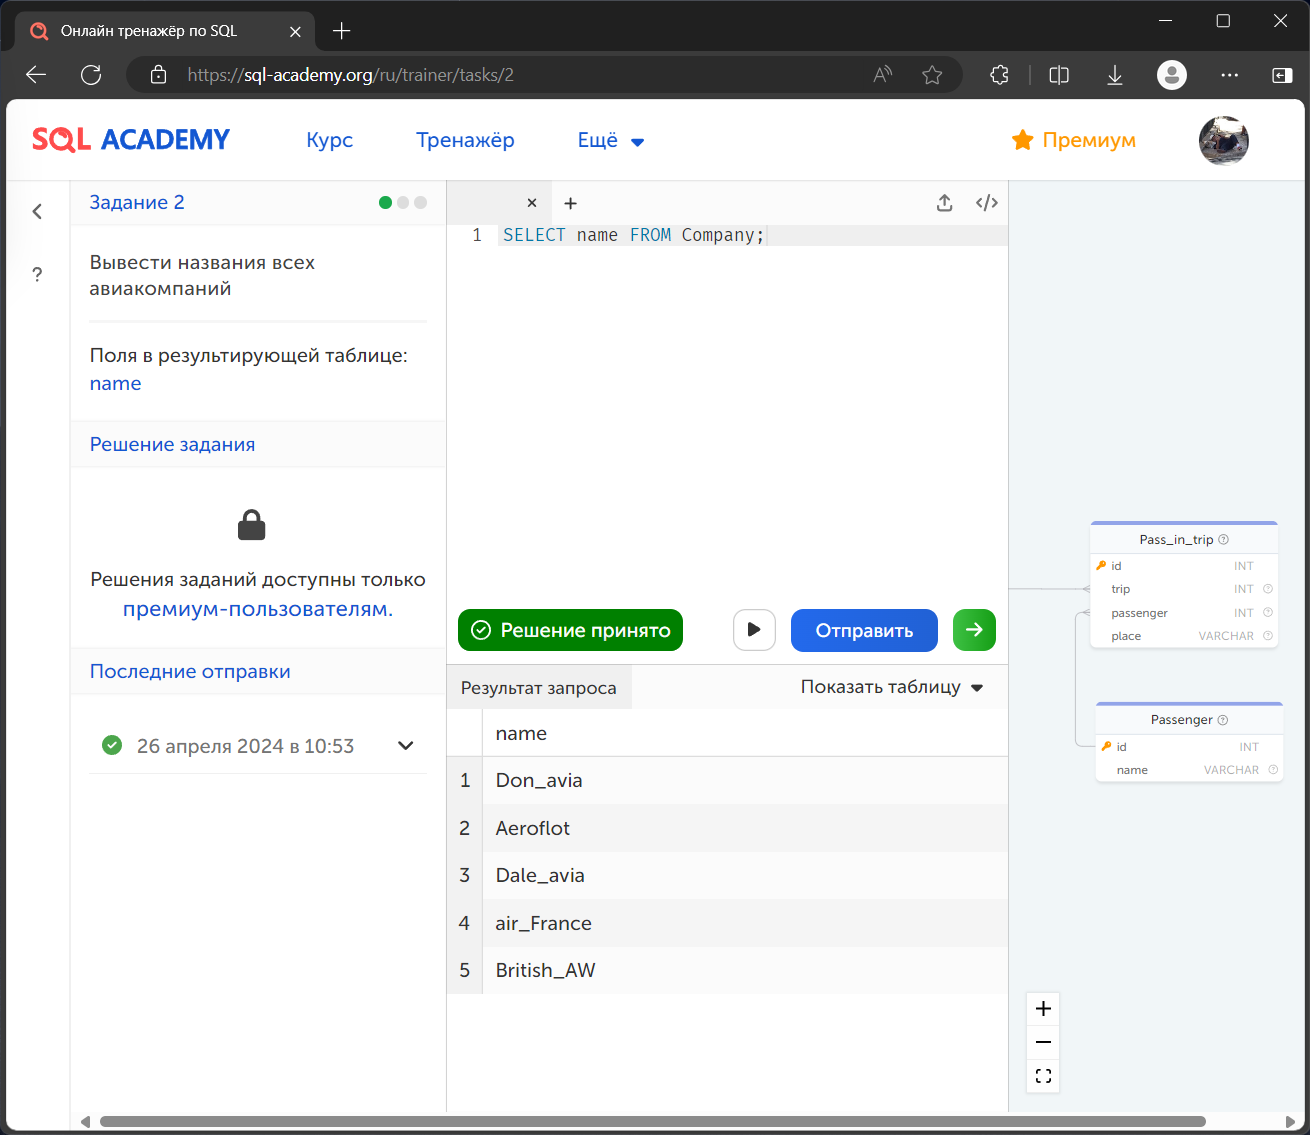 Онлайн тренажёр по SQL
https://sql-academy.org/ru/trainer/tasks/2
SQL ACADEMY
Курс
Тренажёр
Ещё
Премиум
Задание 2
Вывести названия всех
авиакомпаний
Поля в результирующей таблице:
name
Решение задания
Решения заданий доступны только
премиум-пользователям.
Последние отправки
26 апреля 2024 в 10:53
1 SELECT name FROM Company;
Решение принято
Отправить
Результат запроса
Показать таблицу
name
1 Don_avia
2 Aeroflot
3 Dale_avia
4 air_France
5 British_AW
Pass_in_trip
id INT
trip INT
passenger INT
place VARCHAR
Passenger
id INT
name VARCHAR